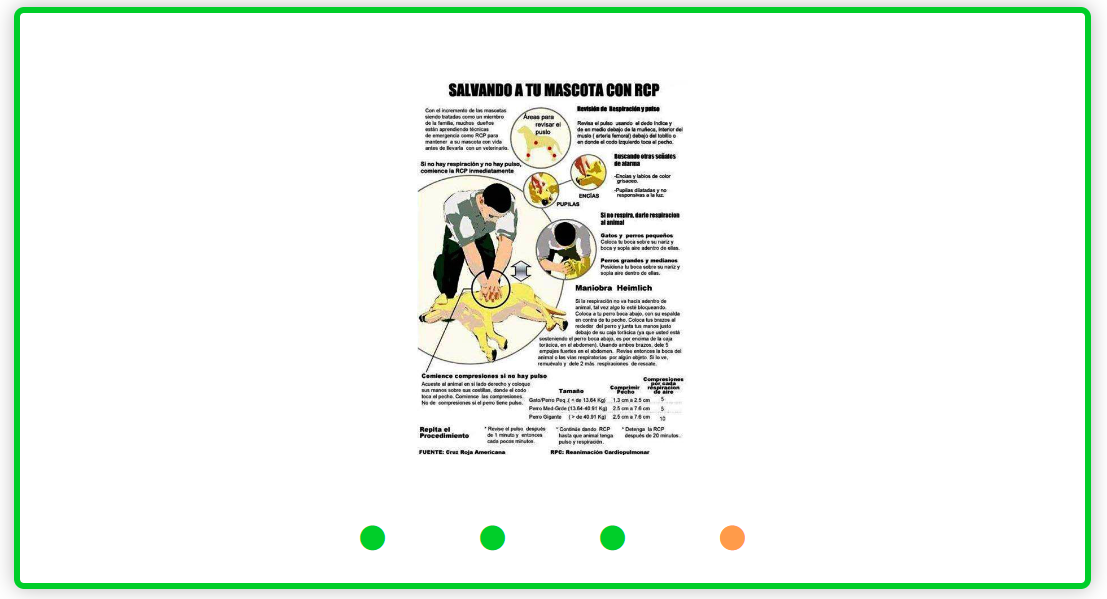 SALVANDO A TU MASCOTA CON RCP
Con el incremento de las mascotas
siendo tratadas como un miembro
de la familia, muchos dueños
están aprendiendo técnicas
de emergencia como RCP para
mantener a su mascota con vida
antes de llevarla con un veterinario.
Áreas para
revisar el
puslo
Revisión de Respiración y pulso
Revisa el pulso usando el dedo índice y
de en medio debajo de la muñeca, interior del
muslo ( arteria femoral) debajo del tobillo o
en donde el codo izquierdo toca el pecho.
Si no hay respiración y no hay pulso,
comience la RCP inmediatamente
Buscando otras señales
de alarma
-Encías y labios de color
grisáceo.
-Pupilas dilatadas y no
responsivas a la luz.
ENCÍAS
PUPILAS
Si no respira, darle respiracion
al animal
Gatos y perros pequeños
Coloca tu boca sobre su nariz y
boca y sopla aire adentro de ellas.
Perros grandes y medianos
Posiciona tu boca sobre su nariz y
sopla aire dentro de ellas.
Maniobra Heimlich
Si la respiración no va hacia adentro de
animal, tal vez algo le esté bloqueando.
Coloca a tu perro boca abajo, con su espalda
en contra de tu pecho. Coloca tus brazos al
rededor del perro y junta tus manos justo
debajo de su caja torácica (ya que usted está
sosteniendo el perro boca abajo, es por encima de la caja
torácica, en el abdomen). Usando ambos brazos, dele 5
empujes fuertes en el abdomen. Revise entonces la boca del
animal o las vías respiratorias por algún objeto. Si lo ve,
remuévalo y dele 2 más respiraciones de rescate.
Comience compresiones si no hay pulso
Acueste al animal en si lado derecho y coloque
sus manos sobre sus costillas, donde el codo
toca el pecho. Comience las compresiones.
No de compresiones si el perro tiene pulso.
Tamaño
Comprimir
Pecho
Compresiones
por cada
respiracion
de aire
Gato/Perro Peq .( < de 13.64 Kg) 1.3 cm a 2.5 cm 5
Perro Med-Grde (13.64-40.91 Kg) 2.5 cm a 7.6 cm 5
Perro Gigante ( > de 40.91 Kg) 2.5 cm a 7.6 cm 10
Repita el
Procedimiento
* Revise el pulso después
de 1 minuto y entonces
cada pocos minutos.
* Continúe dando RCP
hasta que animal tenga
pulso y respiración.
* Detenga la RCP
después de 20 minutos.
FUENTE: Cruz Roja Americana
RPC: Reanimación Cardiopulmonar